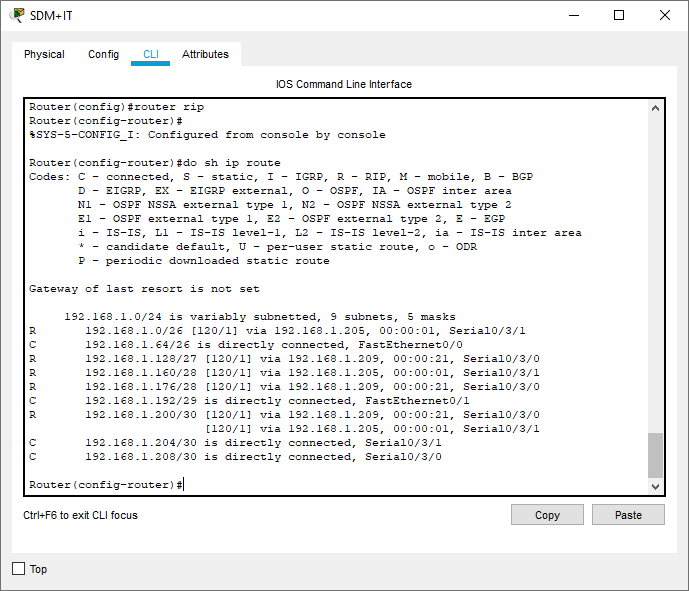 SDM+IT
Physical Config CLI Attributes
IOS Command Line Interface
Router(config)#router rip
Router(config-router)#
%SYS-5-CONFIG_I: Configured from console by console
Router(config-router)#do sh ip route
Codes: C - connected, S - static, I - IGRP, R - RIP, M - mobile, B - BGP
D - EIGRP, EX - EIGRP external, O - OSPF, IA - OSPF inter area
N1 - OSPF NSSA external type 1, N2 - OSPF NSSA external type 2
E1 - OSPF external type 1, E2 - OSPF external type 2, E - EGP
i - IS-IS, L1 - IS-IS level-1, L2 - IS-IS level-2, ia - IS-IS inter area
* - candidate default, U - per-user static route, o - ODR
P - periodic downloaded static route
Gateway of last resort is not set
192.168.1.0/24 is variably subnetted, 9 subnets, 5 masks
R 192.168.1.0/26 [120/1] via 192.168.1.205, 00:00:01, Serial0/3/1
C 192.168.1.64/26 is directly connected, FastEthernet0/0
R 192.168.1.128/27 [120/1] via 192.168.1.209, 00:00:21, Serial0/3/0
R 192.168.1.160/28 [120/1] via 192.168.1.205, 00:00:01, Serial0/3/1
R 192.168.1.176/28 [120/1] via 192.168.1.209, 00:00:21, Serial0/3/0
C 192.168.1.192/29 is directly connected, FastEthernet0/1
R 192.168.1.200/30 [120/1] via 192.168.1.209, 00:00:21, Serial0/3/0
[120/1] via 192.168.1.205, 00:00:01, Serial0/3/1
C 192.168.1.204/30 is directly connected, Serial0/3/1
C 192.168.1.208/30 is directly connected, Serial0/3/0
Router(config-router)#
Ctrl+F6 to exit CLI focus Copy Paste
Top